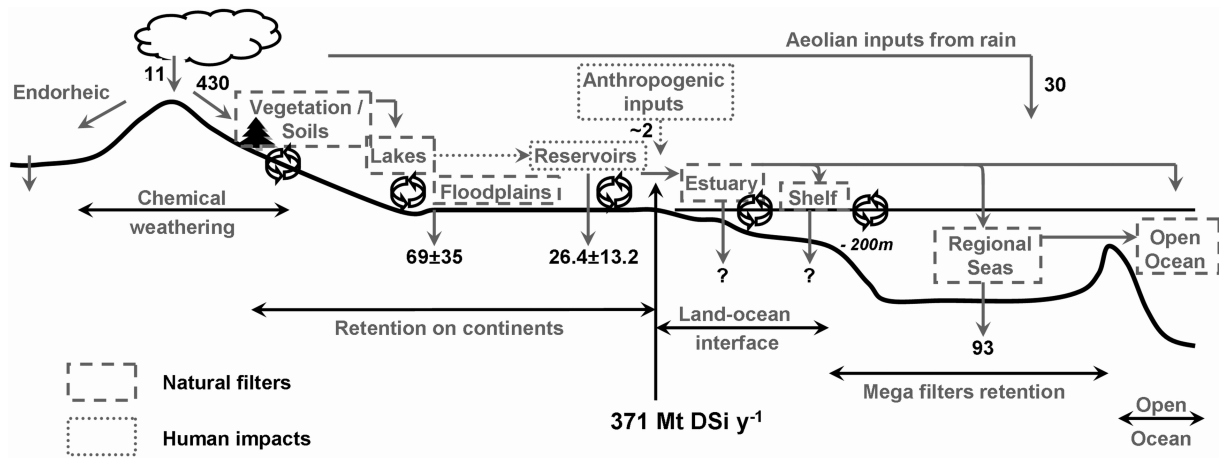 Aeolian inputs from rain
11
430
30
Endorheic
Anthropogenic
inputs
~2
Vegetation /
Soils
Lakes
Reservoirs
Floodplains
Estuary
Shelf
Chemical
weathering
- 200m
Regional
Seas
Open
Ocean
69±35
26.4±13.2
?
?
Retention on continents
Land-ocean
interface
93
Natural filters
Mega filters retention
371 Mt DSi y-1
Human impacts
Open
Ocean